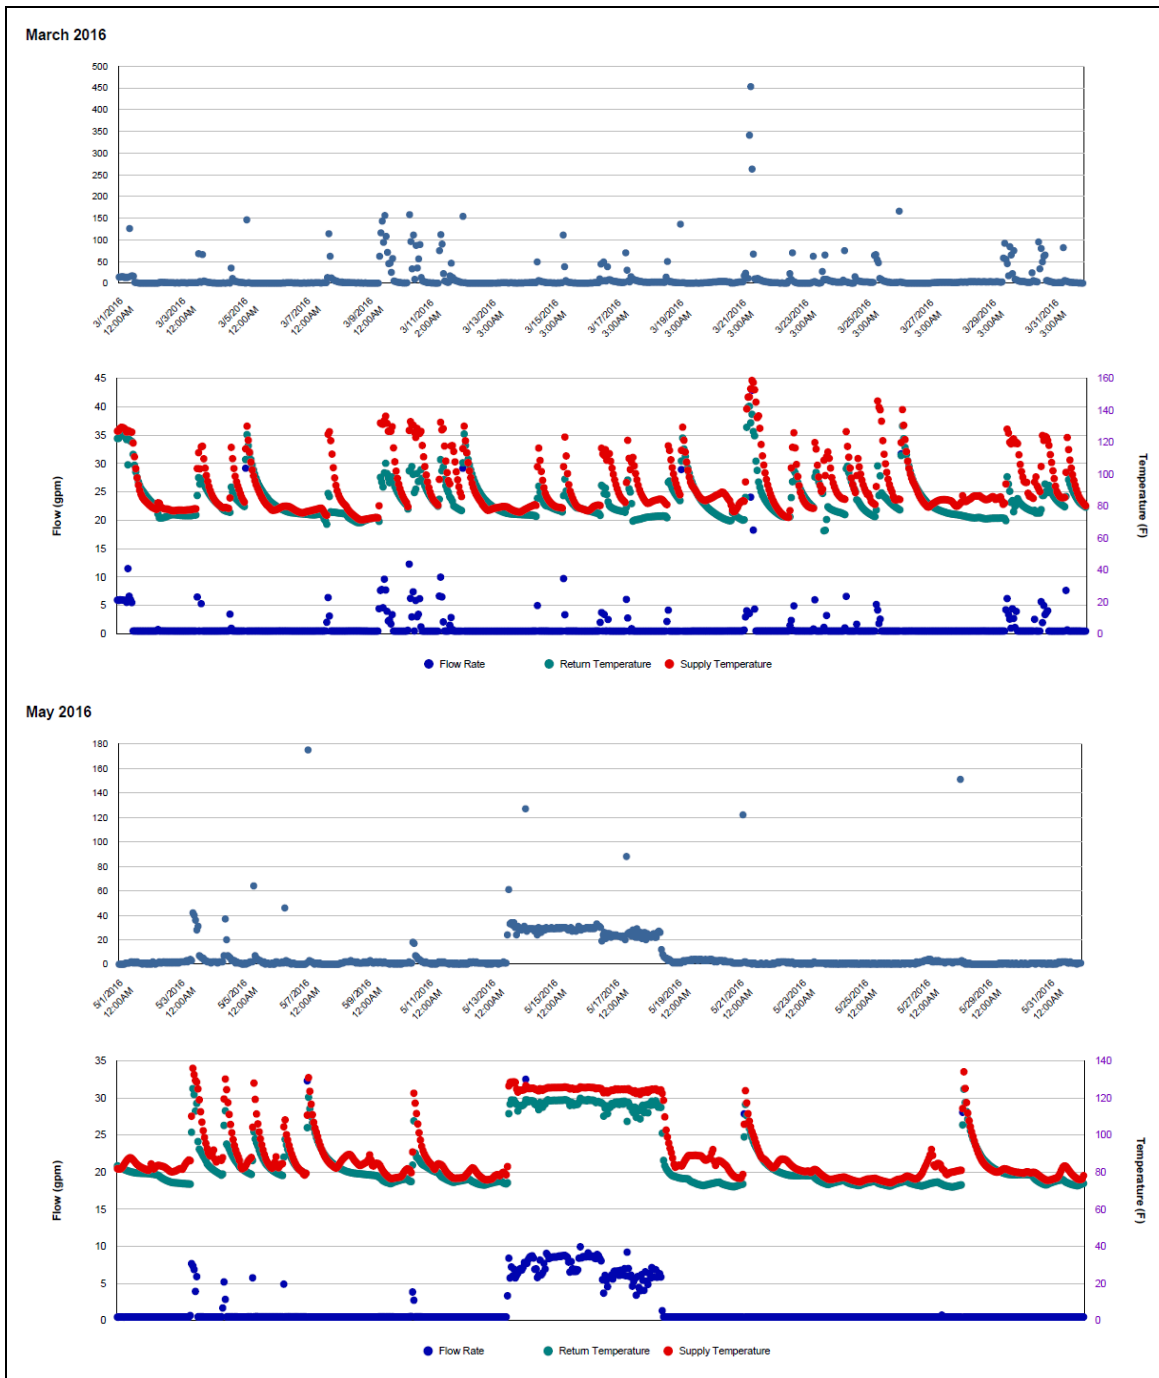 March 2016
500
450
400
350
300
250
200
150
100
50
0
3/1/2016 12:00AM
3/3/2016 12:00AM
3/5/2016 12:00AM
3/7/2016 12:00AM
3/9/2016 12:00AM
3/11/2016 2:00AM
3/13/2016 3:00AM
3/15/2016 3:00AM
3/17/2016 3:00AM
3/19/2016 3:00AM
3/21/2016 3:00AM
3/23/2016 3:00AM
3/25/2016 3:00AM
3/27/2016 3:00AM
3/29/2016 3:00AM
3/31/2016 3:00AM
45 160
40 140
35 120
30 100
25 80
20 60
15 40
10 20
5 0
0
Flow (gpm)
Temperature (F)
Flow Rate Return Temperature Supply Temperature
May 2016
180
160
140
120
100
80
60
40
20
0
5/1/2016 12:00AM
5/3/2016 12:00AM
5/5/2016 12:00AM
5/7/2016 12:00AM
5/9/2016 12:00AM
5/11/2016 12:00AM
5/13/2016 12:00AM
5/15/2016 12:00AM
5/17/2016 12:00AM
5/19/2016 12:00AM
5/21/2016 12:00AM
5/23/2016 12:00AM
5/25/2016 12:00AM
5/27/2016 12:00AM
5/29/2016 12:00AM
5/31/2016 12:00AM
35 140
30 120
25 100
20 80
15 60
10 40
5 20
0 0
Flow (gpm)
Temperature (F)
Flow Rate Return Temperature Supply Temperature